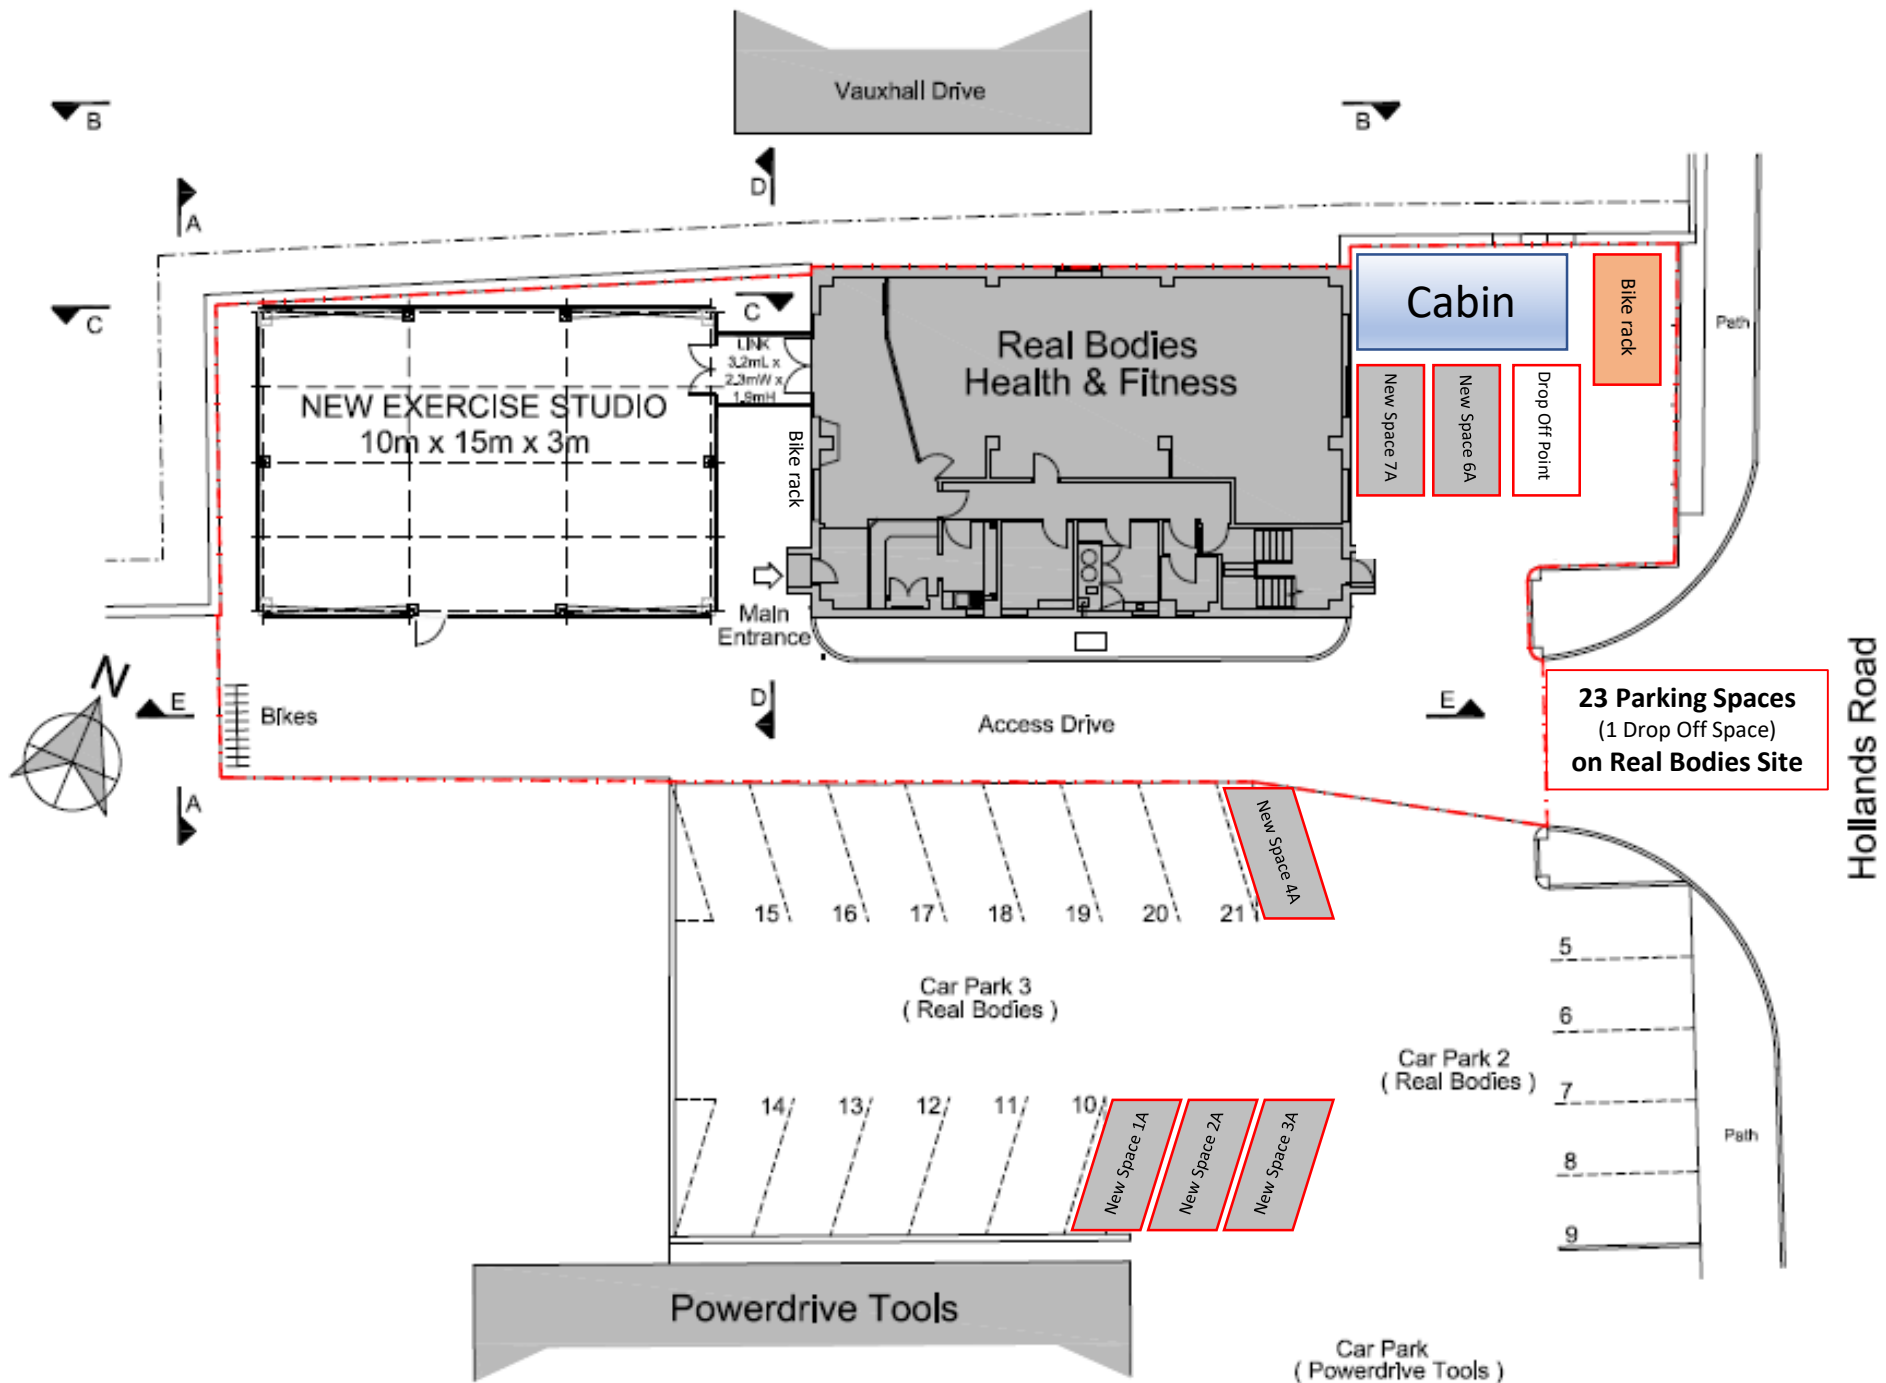 Vauxhall Drive
B
B
D
A
C
C
LINK
3.2mL x
2.3mW x
1.9mH
Real Bodies
Health & Fitness
Cabin
Bike rack
Path
NEW EXERCISE STUDIO
10m x 15m x 3m
Bike rack
New Space 7A
New Space 6A
Drop Off Point
Main
Entrance
N
E
Bikes
D
Access Drive
E
23 Parking Spaces
(1 Drop Off Space)
on Real Bodies Site
Hollands Road
A
New Space 4A
15
16
17
18
19
20
21
5
Car Park 3
( Real Bodies )
6
Car Park 2
( Real Bodies )
7
14
13
12
11
10
New Space 1A
New Space 2A
New Space 3A
Path
8
9
Powerdrive Tools
Car Park
( Powerdrive Tools )